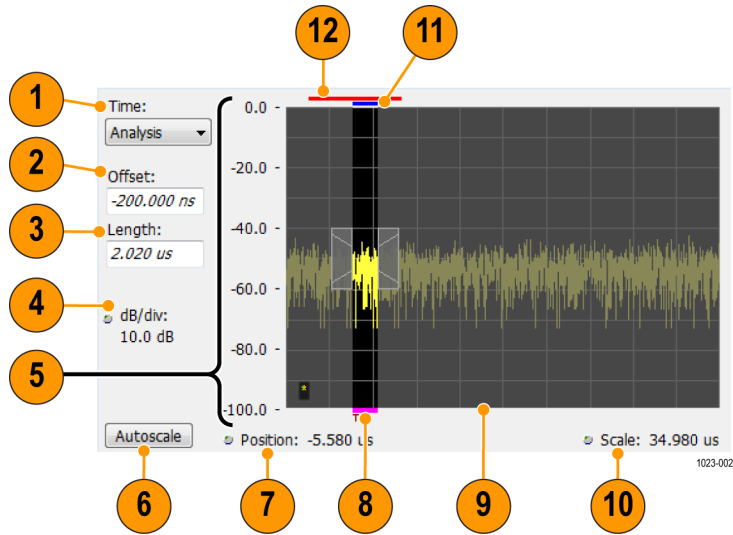 12
11
1
Time:
0.0
Analysis
-20.0
2
Offset:
-200.000 ns
3
Length:
-40.0
2.020 us
4
-60.0
dB/div:
10.0 dB
5
-80.0
*
-100.0
T
Autoscale
Position: -5.580 us
Scale: 34.980 us
1023-002
6
7
8
9
10